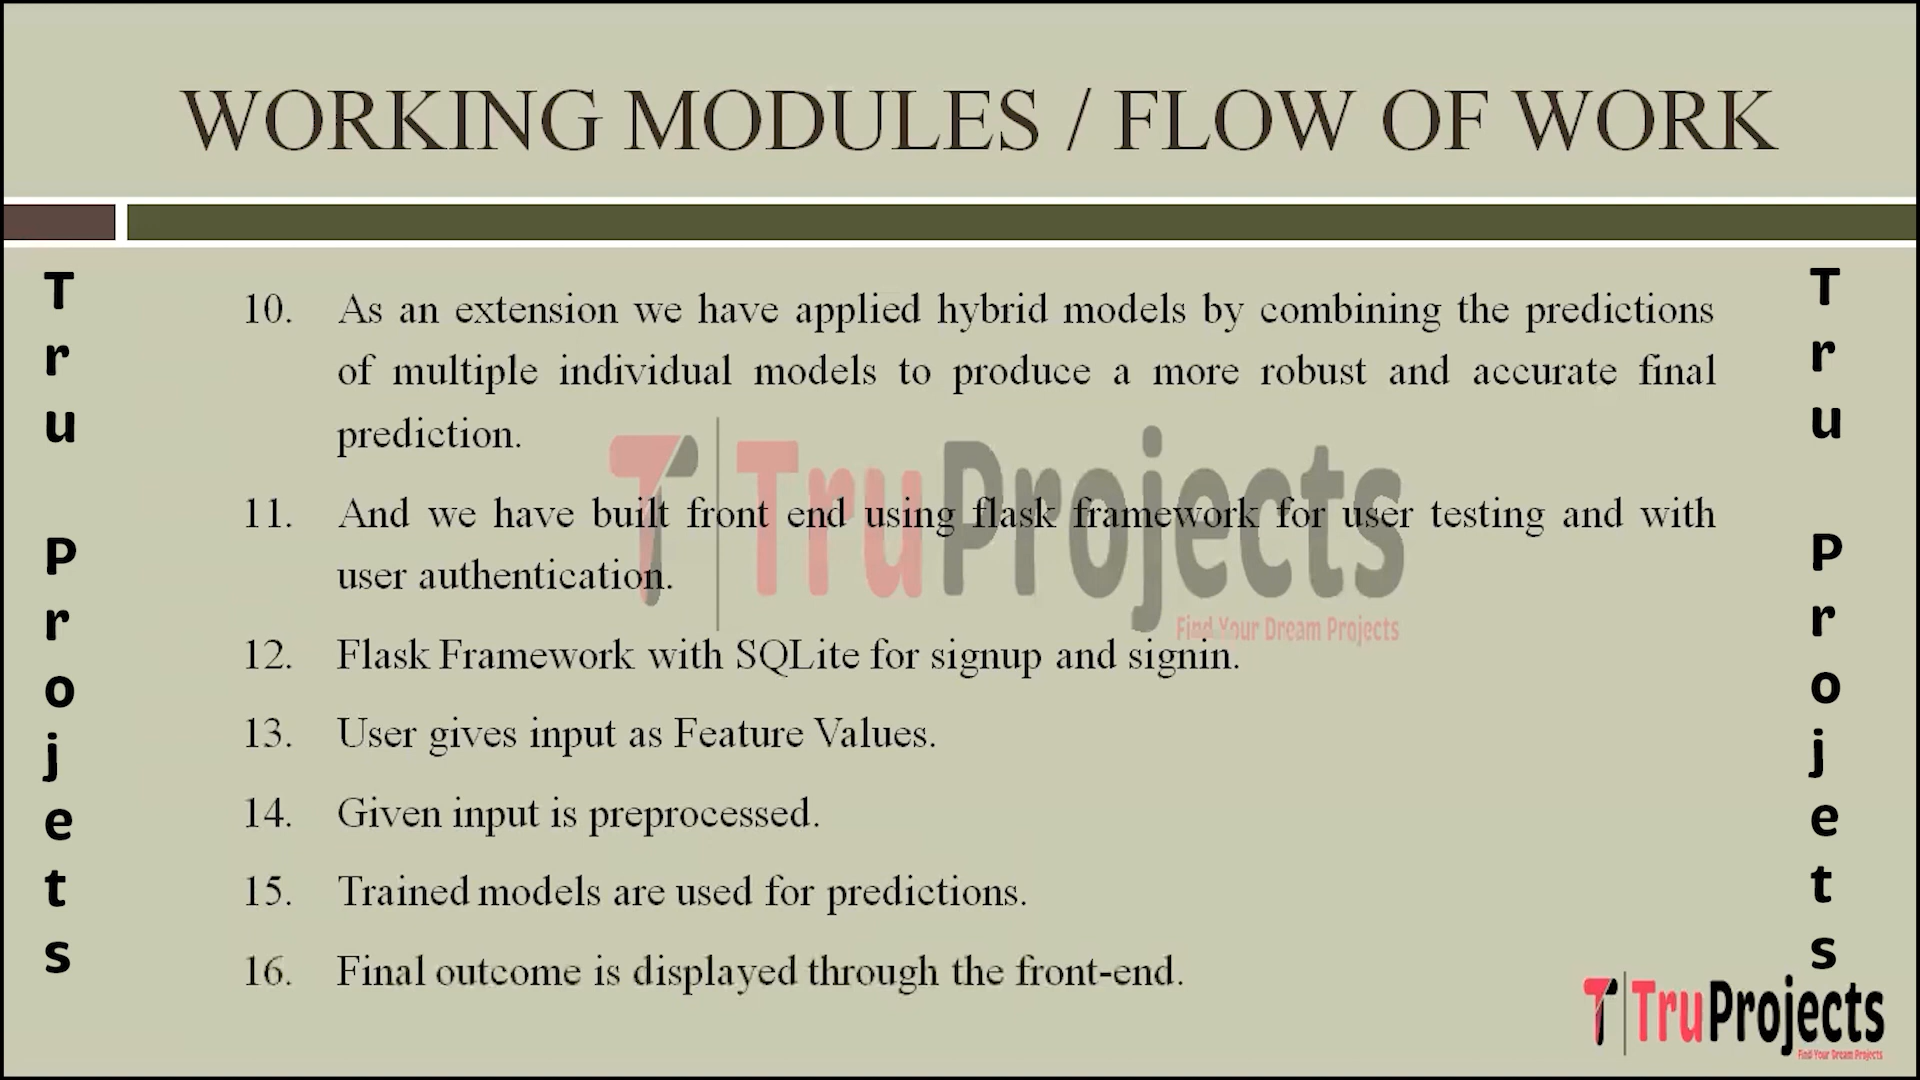 WORKING MODULES / FLOW OF WORK
T
r
u
P
r
o
j
e
t
s
10. As an extension we have applied hybrid models by combining the predictions
of multiple individual models to produce a more robust and accurate final
prediction.
11. And we have built front end using flask framework for user testing and with
user authentication.
12. Flask Framework with SQLite for signup and signin.
13. User gives input as Feature Values.
14. Given input is preprocessed.
15. Trained models are used for predictions.
16. Final outcome is displayed through the front-end.
TruProjects
Find Your Dream Projects
T
r
u
P
r
o
j
e
t
s
TruProjects
Find Your Dream Projects